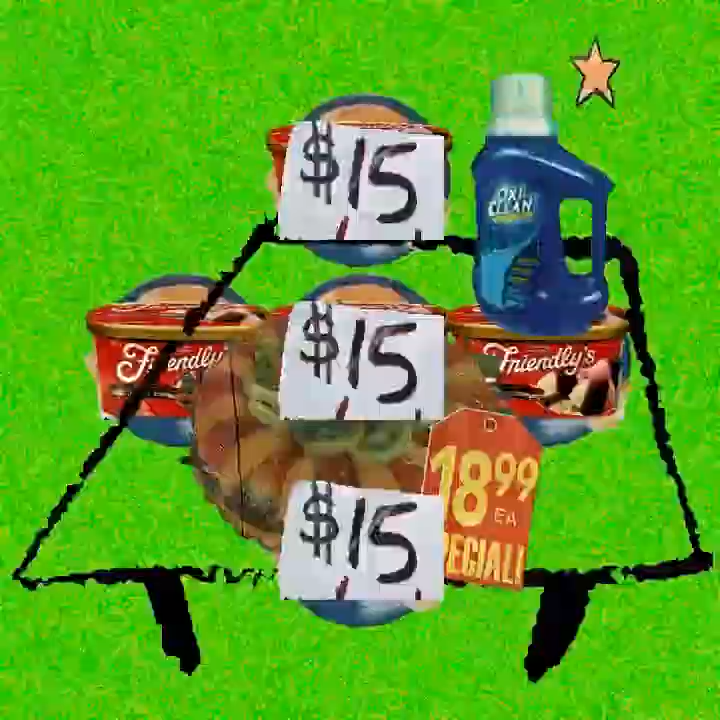 $15
OXI
CLEAN
$15
Friendly's
Friendly's
18.99
EA
SPECIAL!
$15